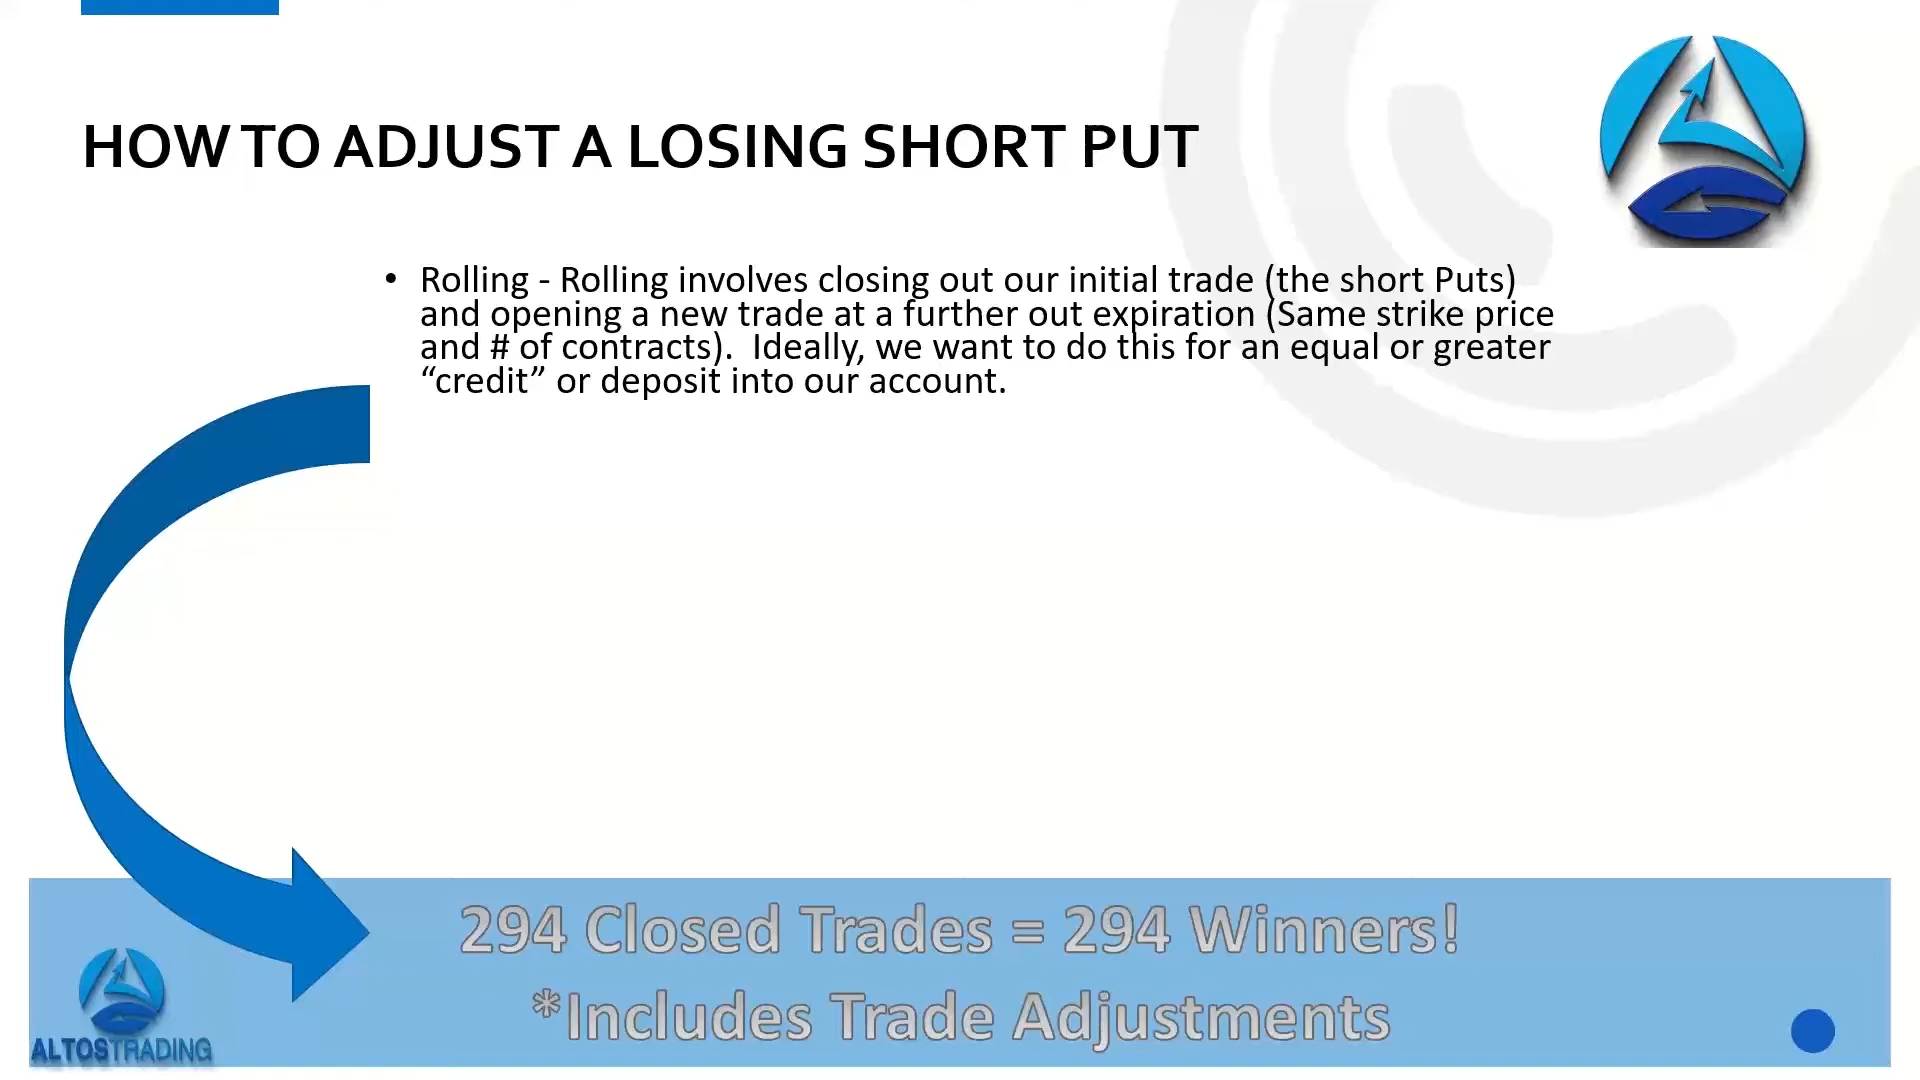 HOW TO ADJUST A LOSING SHORT PUT
• Rolling - Rolling involves closing out our initial trade (the short Puts)
and opening a new trade at a further out expiration (Same strike price
and # of contracts).  Ideally, we want to do this for an equal or greater
“credit” or deposit into our account.
294 Closed Trades = 294 Winners!
*Includes Trade Adjustments
ALTOSTRADING